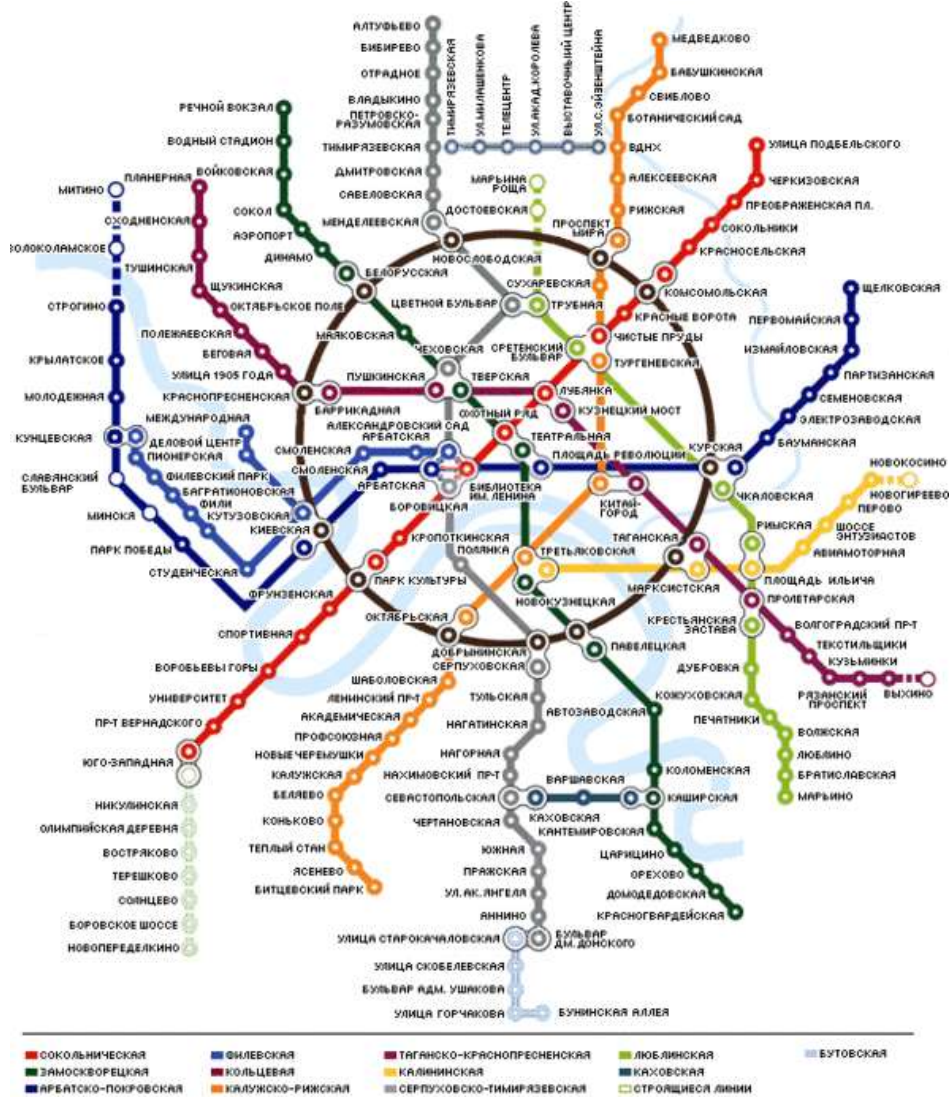 АЛТУФЬЕВО
БИБИРЕВО
ОТРАДНОЕ
ВЛАДЫКИНО
ПЕТРОВСКО-
РАЗУМОВСКАЯ
ТИМИРЯЗЕВСКАЯ
ДМИТРОВСКАЯ
САВЕЛОВСКАЯ
МЕНДЕЛЕЕВСКАЯ
ТИМИРЯЗЕВСКАЯ
УЛ.МИЛАШЕНКОВА
ТЕЛЕЦЕНТР
УЛ.АКАД.КОРОЛЕВА
ВЫСТАВОЧНЫЙ ЦЕНТР
УЛ.С.ЭЙЗЕНШТЕЙНА
МЕДВЕДКОВО
БАБУШКИНСКАЯ
СВИБЛОВО
БОТАНИЧЕСКИЙ САД
ВДНХ
АЛЕКСЕЕВСКАЯ
РИЖСКАЯ
ПРОСПЕКТ
МИРА
УЛИЦА ПОДБЕЛЬСКОГО
ЧЕРКИЗОВСКАЯ
ПРЕОБРАЖЕНСКАЯ ПЛ.
СОКОЛЬНИКИ
КРАСНОСЕЛЬСКАЯ
КОМСОМОЛЬСКАЯ
КРАСНЫЕ ВОРОТА
ЧИСТЫЕ ПРУДЫ
ТУРГЕНЕВСКАЯ
РЕЧНОЙ ВОКЗАЛ
ВОДНЫЙ СТАДИОН
ВОЙКОВСКАЯ
СОКОЛ
АЭРОПОРТ
ДИНАМО
БЕЛОРУССКАЯ
МАЯКОВСКАЯ
МИТИНО
ВОЛОКОЛАМСКОЕ
СТРОГИНО
КРЫЛАТСКОЕ
МОЛОДЕЖНАЯ
КУНЦЕВСКАЯ
СЛАВЯНСКИЙ
БУЛЬВАР
МИНСКЯ
ПАРК ПОБЕДЫ
ПЛАНЕРНАЯ
СХОДНЕНСКАЯ
ТУШИНСКАЯ
ЩУКИНСКАЯ
ОКТЯБРЬСКОЕ ПОЛЕ
ПОЛЕЖАЕВСКАЯ
БЕГОВАЯ
УЛИЦА 1905 ГОДА
КРАСНОПРЕСНЕНСКАЯ
БАРРИКАДНАЯ
МАРЬИНА
РОЩА
ДОСТОЕВСКАЯ
НОВОСЛОБОДСКАЯ
СУХАРЕВСКАЯ
ЦВЕТНОЙ БУЛЬВАР
ТРУБНАЯ
СРЕТЕНСКИЙ
БУЛЬВАР
ЧЕХОВСКАЯ
ПУШКИНСКАЯ
ТВЕРСКАЯ
ЛУБЯНКА
КУЗНЕЦКИЙ МОСТ
ОХОТНЫЙ РЯД
ТЕАТРАЛЬНАЯ
ПЛОЩАДЬ РЕВОЛЮЦИИ
АЛЕКСАНДРОВСКИЙ САД
АРБАТСКАЯ
СМОЛЕНСКАЯ
СМОЛЕНСКАЯ
АРБАТСКАЯ
БИБЛИОТЕКА
ИМ. ЛЕНИНА
БОРОВИЦКАЯ
МЕЖДУНАРОДНАЯ
ДЕЛОВОЙ ЦЕНТР
ПИОНЕРСКАЯ
ФИЛЕВСКИЙ ПАРК
БАГРАТИОНОВСКАЯ
ФИЛИ
КУТУЗОВСКАЯ
КИЕВСКАЯ
СТУДЕНЧЕСКАЯ
ЩЕЛКОВСКАЯ
ПЕРВОМАЙСКАЯ
ИЗМАЙЛОВСКАЯ
ПАРТИЗАНСКАЯ
СЕМЕНОВСКАЯ
ЭЛЕКТРОЗАВОДСКАЯ
БАУМАНСКАЯ
КУРСКАЯ
ЧКАЛОВСКАЯ
НОВОКОСИНО
НОВОГИРЕЕВО
ПЕРОВО
ШОССЕ
ЭНТУЗИАСТОВ
АВИАМОТОРНАЯ
РИМСКАЯ
ПЛОЩАДЬ ИЛЬИЧА
КИТАЙ-
ГОРОД
ТАГАНСКАЯ
МАРКСИСТСКАЯ
КРОПОТКИНСКАЯ
ПОЛЯНКА
ТРЕТЬЯКОВСКАЯ
НОВОКУЗНЕЦКАЯ
ПАРК КУЛЬТУРЫ
ФРУНЗЕНСКАЯ
СПОРТИВНАЯ
ВОРОБЬЕВЫ ГОРЫ
УНИВЕРСИТЕТ
ПР-Т ВЕРНАДСКОГО
ЮГО-ЗАПАДНАЯ
НИКУЛИНСКАЯ
ОЛИМПИЙСКАЯ ДЕРЕВНЯ
ВОСТРЯКОВО
ТЕРЕШКОВО
СОЛНЦЕВО
БОРОВСКОЕ ШОССЕ
НОВОПЕРЕДЕЛКИНО
ОКТЯБРЬСКАЯ
ДОБРЫНИНСКАЯ
СЕРПУХОВСКАЯ
ПАВЕЛЕЦКАЯ
ШАБОЛОВСКАЯ
ЛЕНИНСКИЙ ПР-Т
АКАДЕМИЧЕСКАЯ
ПРОФСОЮЗНАЯ
НОВЫЕ ЧЕРЕМУШКИ
КАЛУЖСКАЯ
БЕЛЯЕВО
КОНЬКОВО
ТЕПЛЫЙ СТАН
ЯСЕНЕВО
БИТЦЕВСКИЙ ПАРК
ТУЛЬСКАЯ
НАГАТИНСКАЯ
НАГОРНАЯ
НАХИМОВСКИЙ ПР-Т
СЕВАСТОПОЛЬСКАЯ
ЧЕРТАНОВСКАЯ
ЮЖНАЯ
ПРАЖСКАЯ
УЛ. АК. ЯНГЕЛЯ
АННИНО
УЛИЦА СТАРОКАЧАЛОВСКАЯ
БУЛЬВАР
ДМ.ДОНСКОГО
УЛИЦА СКОБЕЛЕВСКАЯ
БУЛЬВАР АДМ. УШАКОВА
УЛИЦА ГОРЧАКОВА
БУНИНСКАЯ АЛЛЕЯ
АВТОЗАВОДСКАЯ
КОЛОМЕНСКАЯ
ВАРШАВСКАЯ
КАХОВСКАЯ
КАШИРСКАЯ
КАНТЕМИРОВСКАЯ
ЦАРИЦИНО
ОРЕХОВО
ДОМОДЕДОВСКАЯ
КРАСНОГВАРДЕЙСКАЯ
КРЕСТЬЯНСКАЯ
ЗАСТАВА
ПРОЛЕТАРСКАЯ
ВОЛГОГРАДСКИЙ ПР-Т
ТЕКСТИЛЬЩИКИ
КУЗЬМИНКИ
РЯЗАНСКИЙ
ПРОСПЕКТ
ВЫХИНО
ДУБРОВКА
КОЖУХОВСКАЯ
ПЕЧАТНИКИ
ВОЛЖСКАЯ
ЛЮБЛИНО
БРАТИСЛАВСКАЯ
МАРЬИНО
СОКОЛЬНИЧЕСКАЯ
ЗАМОСКВОРЕЦКАЯ
АРБАТСКО-ПОКРОВСКАЯ
ФИЛЕВСКАЯ
КОЛЬЦЕВАЯ
КАЛУЖСКО-РИЖСКАЯ
ТАГАНСКО-КРАСНОПРЕСНЕНСКАЯ
КАЛИНИНСКАЯ
СЕРПУХОВСКО-ТИМИРЯЗЕВСКАЯ
ЛЮБЛИНСКАЯ
КАХОВСКАЯ
СТРОЯЩИЕСЯ ЛИНИИ
БУТОВСКАЯ